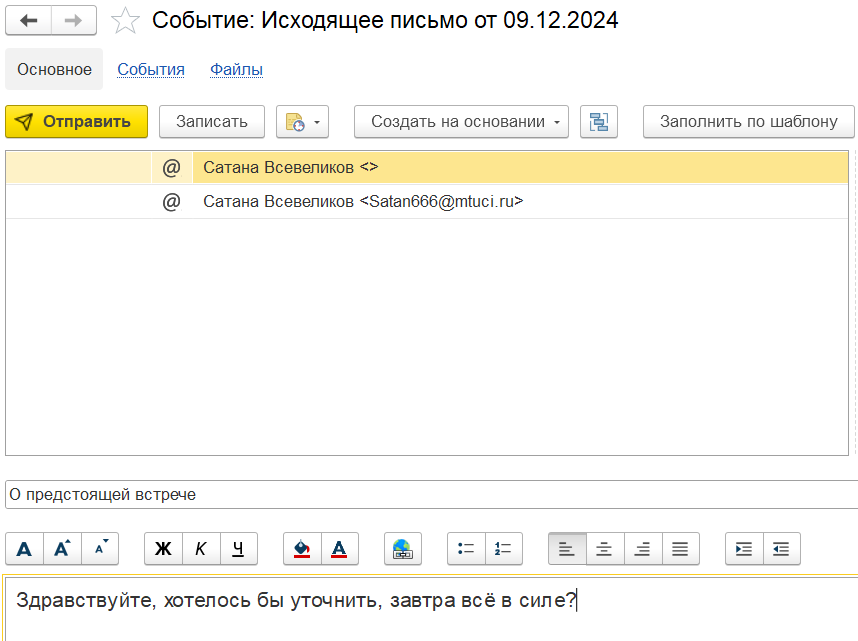 Событие: Исходящее письмо от 09.12.2024
Основное События Файлы
Отправить Записать Создать на основании Заполнить по шаблону
@ Сатана Всевеликов <>
@ Сатана Всевеликов <Satan666@mtuci.ru>
О предстоящей встрече
A A A Ж К Ч A
Здравствуйте, хотелось бы уточнить, завтра всё в силе?